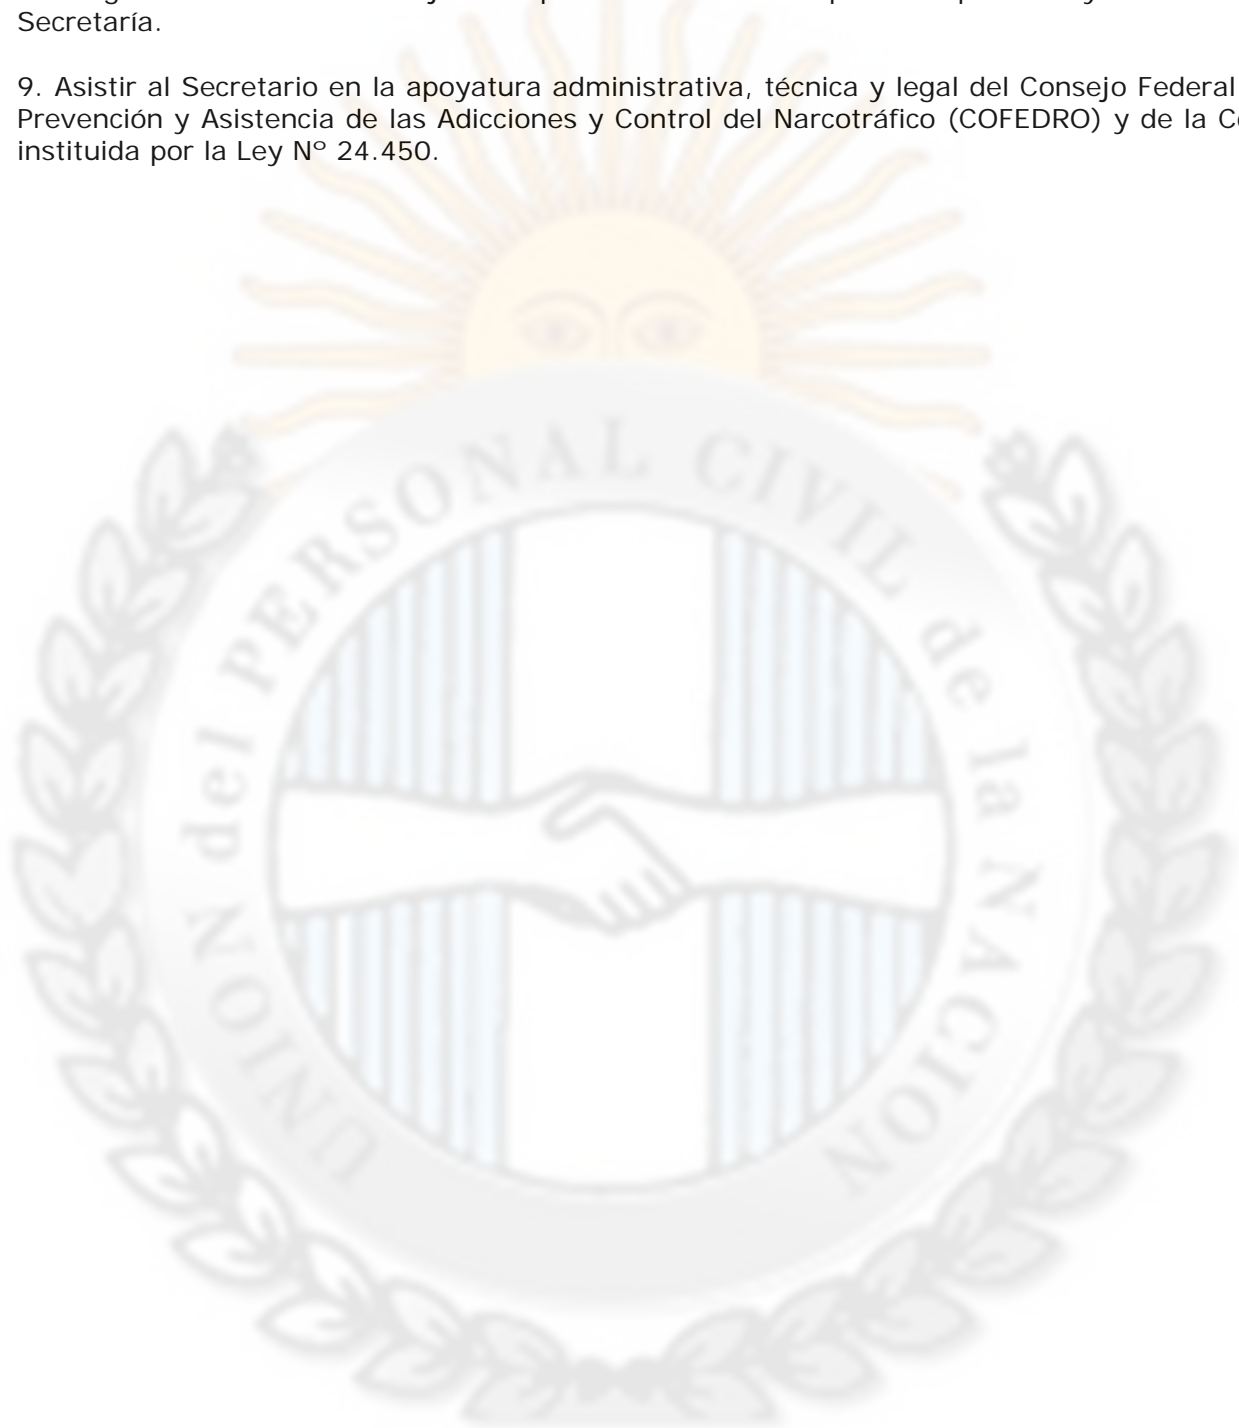 Secretaría.
9. Asistir al Secretario en la apoyatura administrativa, técnica y legal del Consejo Federal
Prevención y Asistencia de las Adicciones y Control del Narcotráfico (COFEDRO) y de la
instituida por la Ley Nº 24.450.
UNION del PERSONAL CIVIL de la NACION